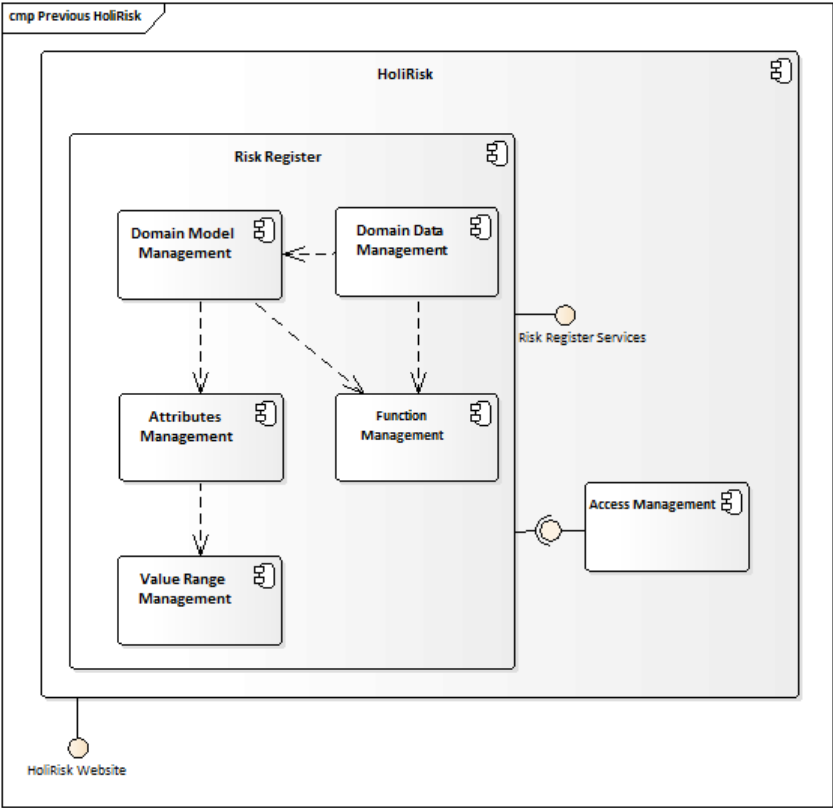 cmp Previous HoliRisk
HoliRisk
Risk Register
Domain Model
Management
Domain Data
Management
Risk Register Services
Attributes
Management
Function
Management
Access Management
Value Range
Management
HoliRisk Website